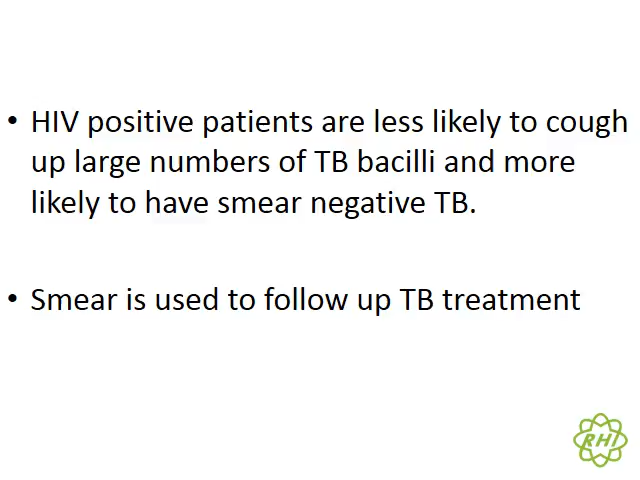 • HIV positive patients are less likely to cough
up large numbers of TB bacilli and more
likely to have smear negative TB.
• Smear is used to follow up TB treatment
RHI